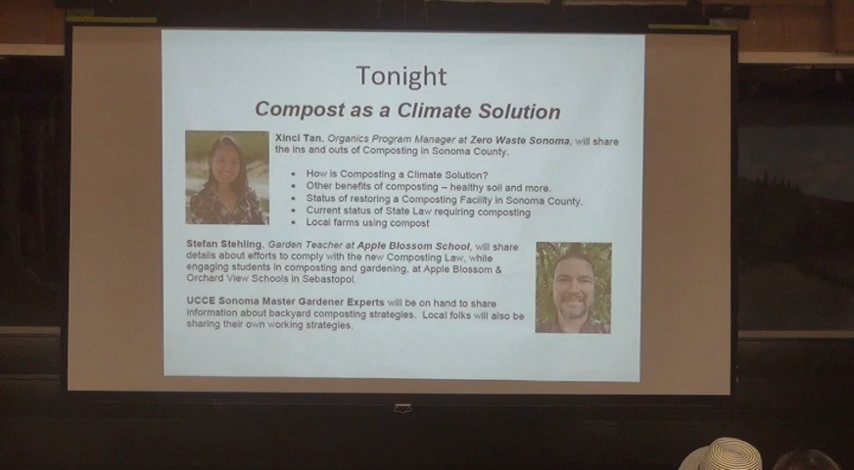 Tonight
Compost as a Climate Solution
Xinci Tan, Organics Program Manager at Zero Waste Sonoma, will share
the ins and outs of Composting in Sonoma County.
• How is Composting a Climate Solution?
• Other benefits of composting – healthy soil and more.
• Status of restoring a Composting Facility in Sonoma County.
• Current status of State Law requiring composting
• Local farms using compost
Stefan Stehling, Garden Teacher at Apple Blossom School, will share
details about efforts to comply with the new Composting Law, while
engaging students in composting and gardening, at Apple Blossom &
Orchard View Schools in Sebastopol.
UCCE Sonoma Master Gardener Experts will be on hand to share
information about backyard composting strategies. Local folks will also be
sharing their own working strategies.